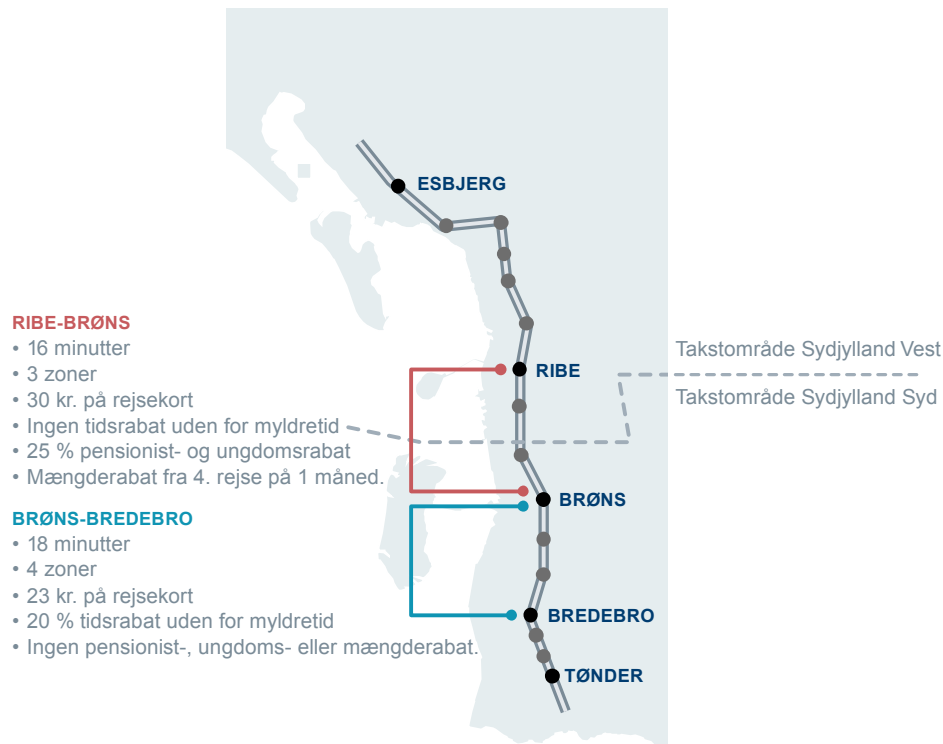 ESBJERG
RIBE-BRØNS
• 16 minutter
• 3 zoner
• 30 kr. på rejsekort
• Ingen tidsrabat uden for myldretid
• 25 % pensionist- og ungdomsrabat
• Mængderabat fra 4. rejse på 1 måned.
RIBE
Takstområde Sydjylland Vest
Takstområde Sydjylland Syd
BRØNS
BRØNS-BREDEBRO
• 18 minutter
• 4 zoner
• 23 kr. på rejsekort
• 20 % tidsrabat uden for myldretid
• Ingen pensionist-, ungdoms- eller mængderabat.
BREDEBRO
TØNDER